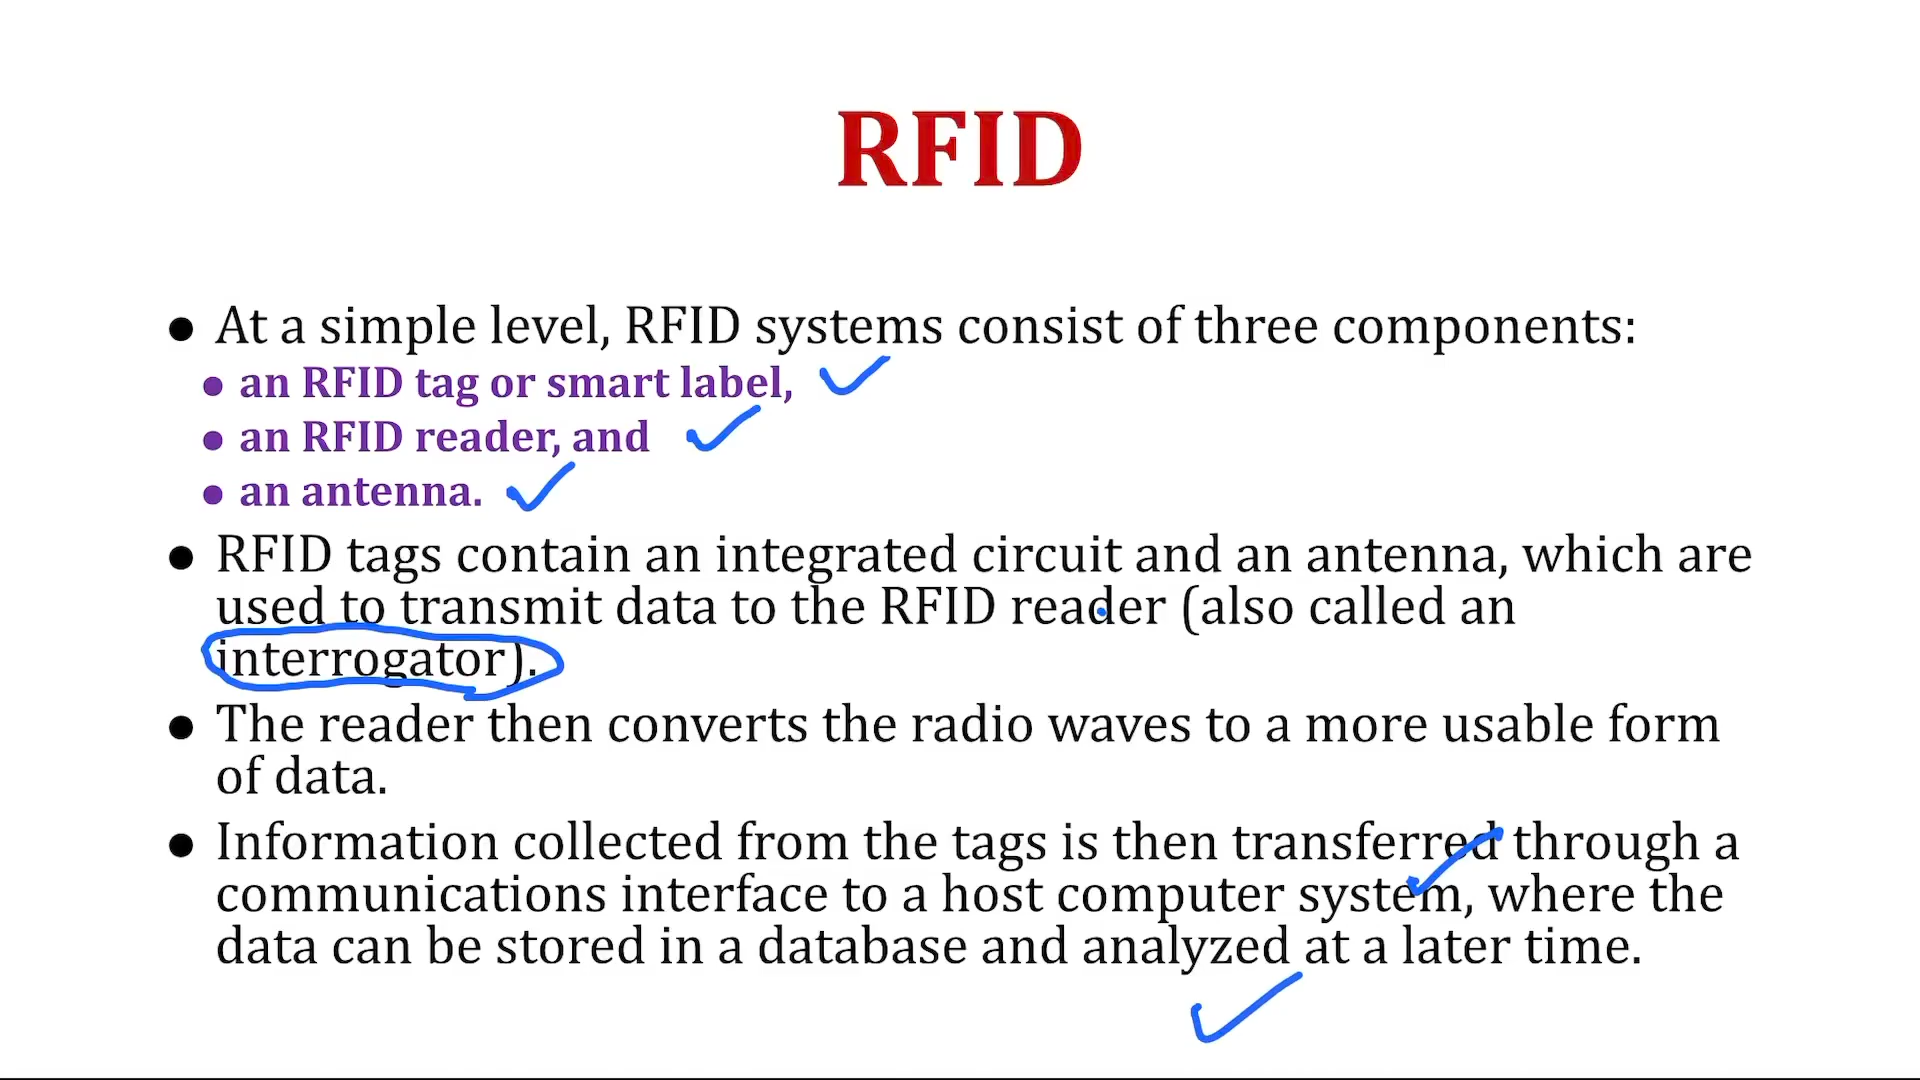 RFID
● At a simple level, RFID systems consist of three components:
● an RFID tag or smart label,
● an RFID reader, and
● an antenna.
● RFID tags contain an integrated circuit and an antenna, which are
used to transmit data to the RFID reader (also called an
interrogator).
● The reader then converts the radio waves to a more usable form
of data.
● Information collected from the tags is then transferred through a
communications interface to a host computer system, where the
data can be stored in a database and analyzed at a later time.